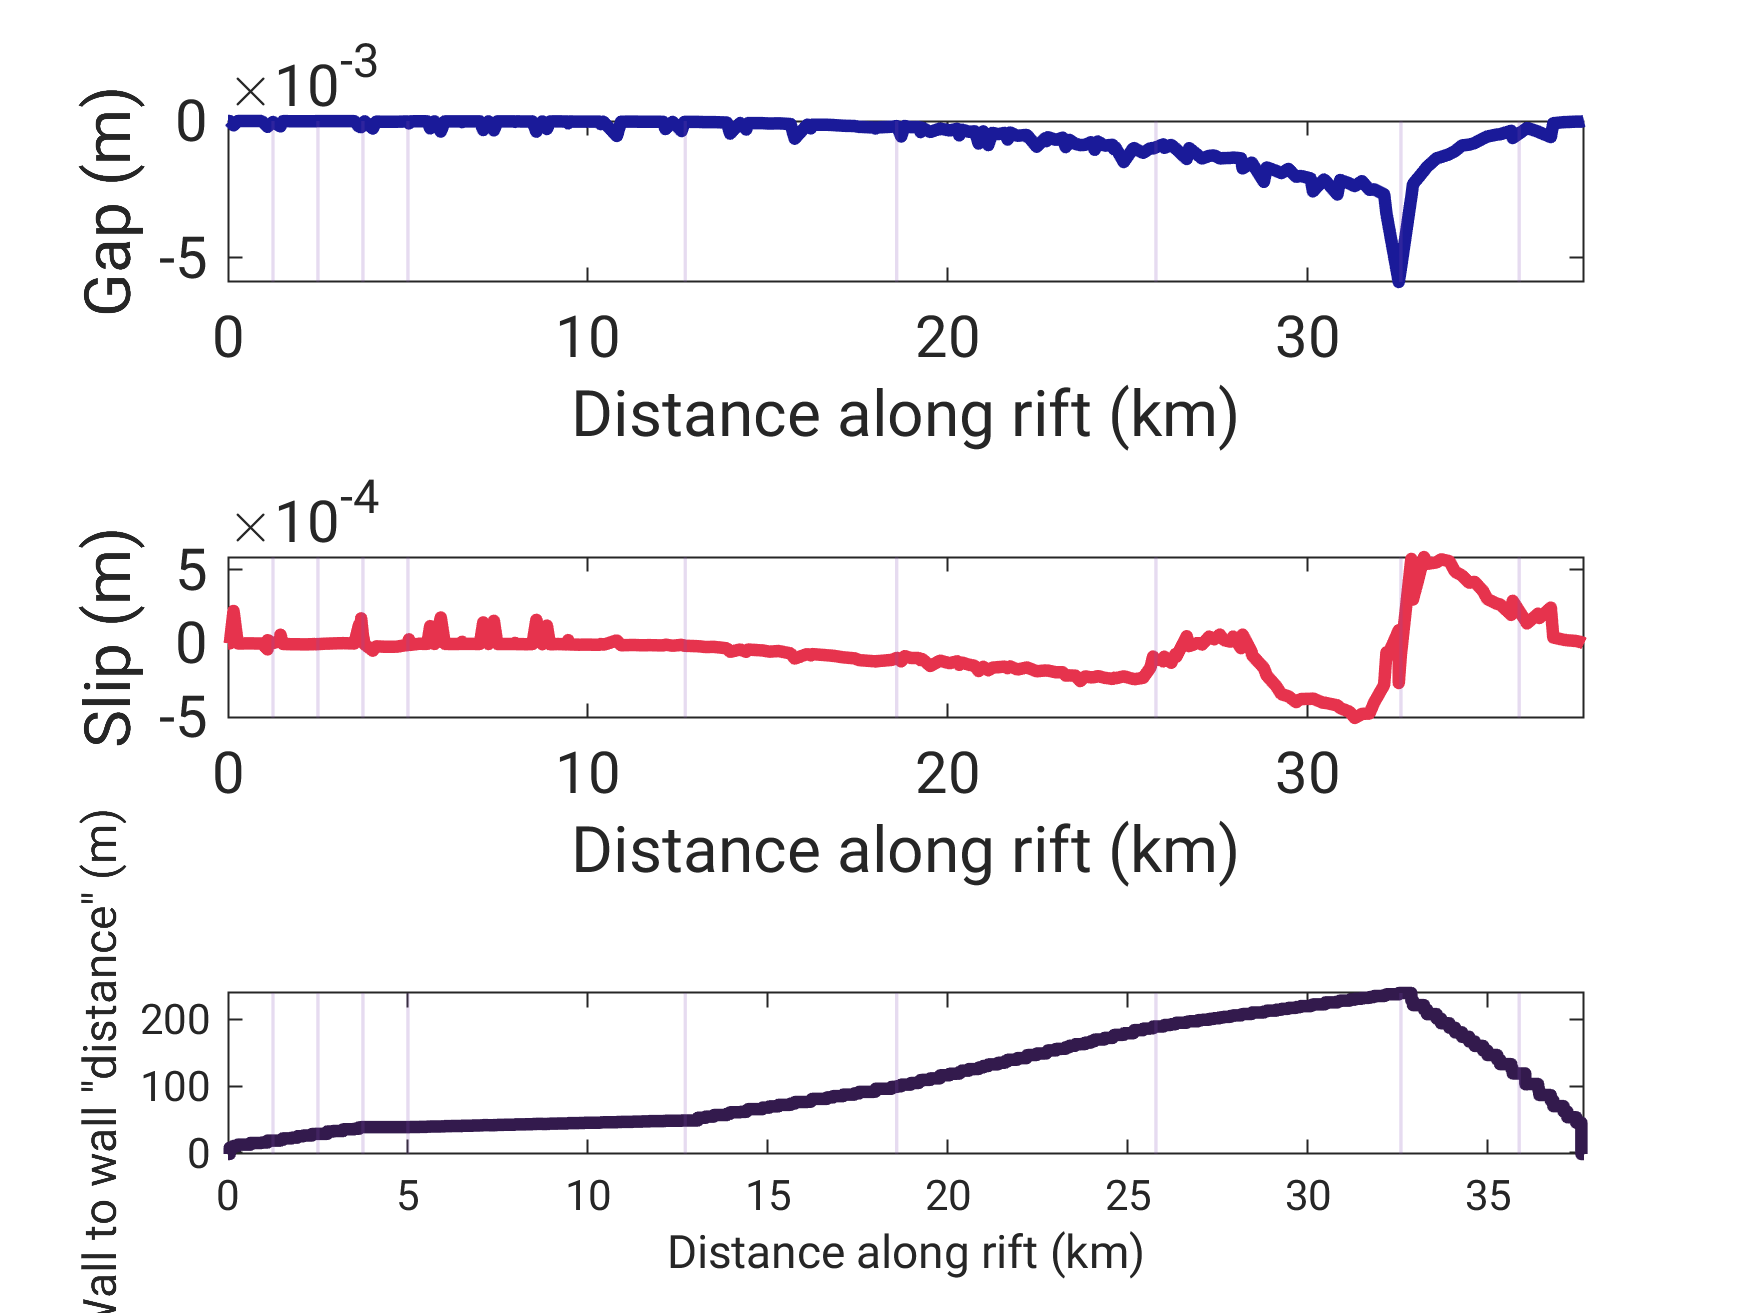 ×10-3
Gap (m)
0
-5
0 10 20 30
Distance along rift (km)
×10-4
Slip (m)
5
0
-5
0 10 20 30
Distance along rift (km)
to wall "distance" (m)
200
100
0
0 5 10 15 20 25 30 35
Distance along rift (km)